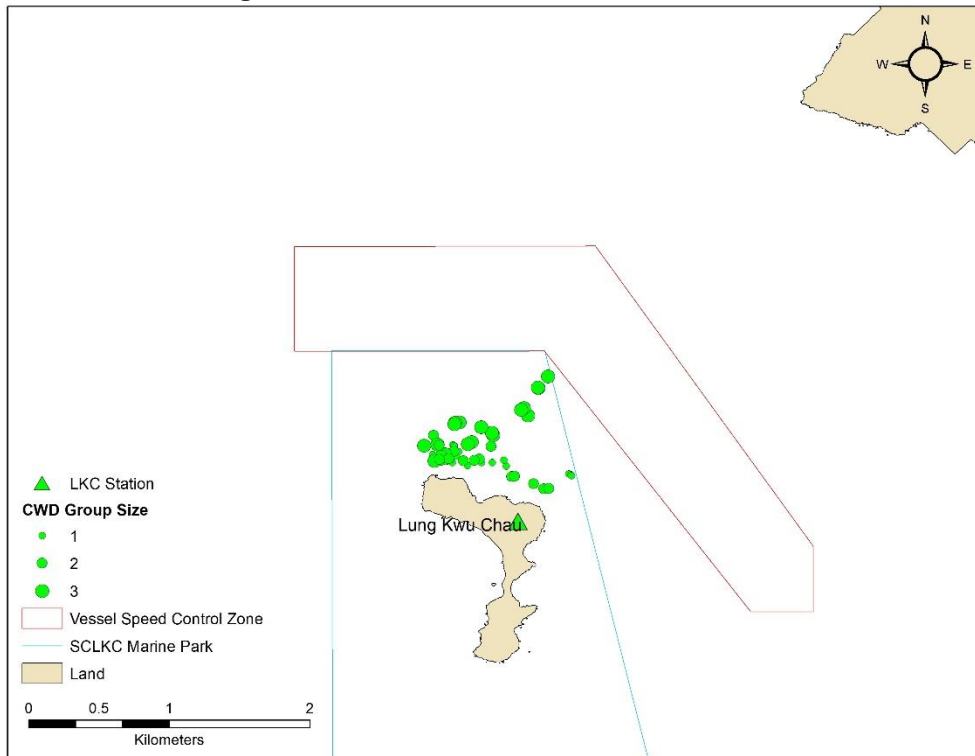 N
W E
S
LKC Station
CWD Group Size
1
2
3
Lung Kwu Chau
Vessel Speed Control Zone
SCLKC Marine Park
Land
0 0.5 1 2
Kilometers